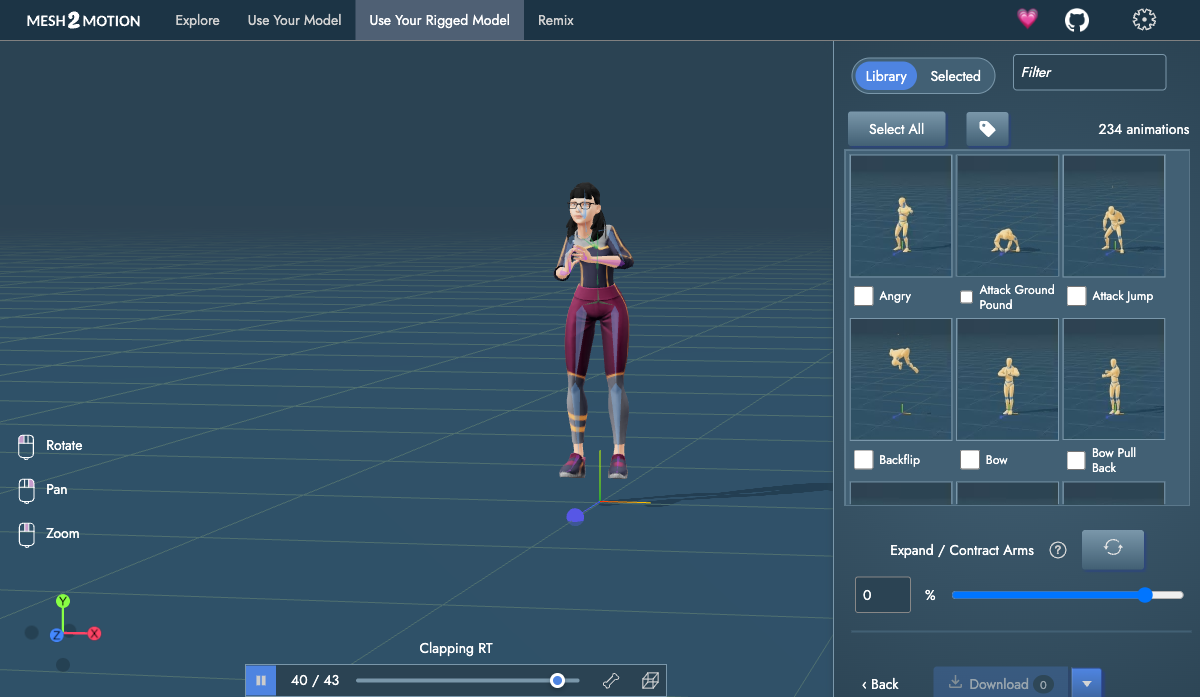 MESH2MOTION Explore Use Your Model Use Your Rigged Model Remix
Library Selected Filter
Select All 234 animations
Angry
Attack Ground
Pound
Attack Jump
Backflip
Bow
Bow Pull
Back
Rotate
Pan
Zoom
Y
Z X
Clapping RT
40 / 43
Expand / Contract Arms ?
0 %
‹ Back Download 0